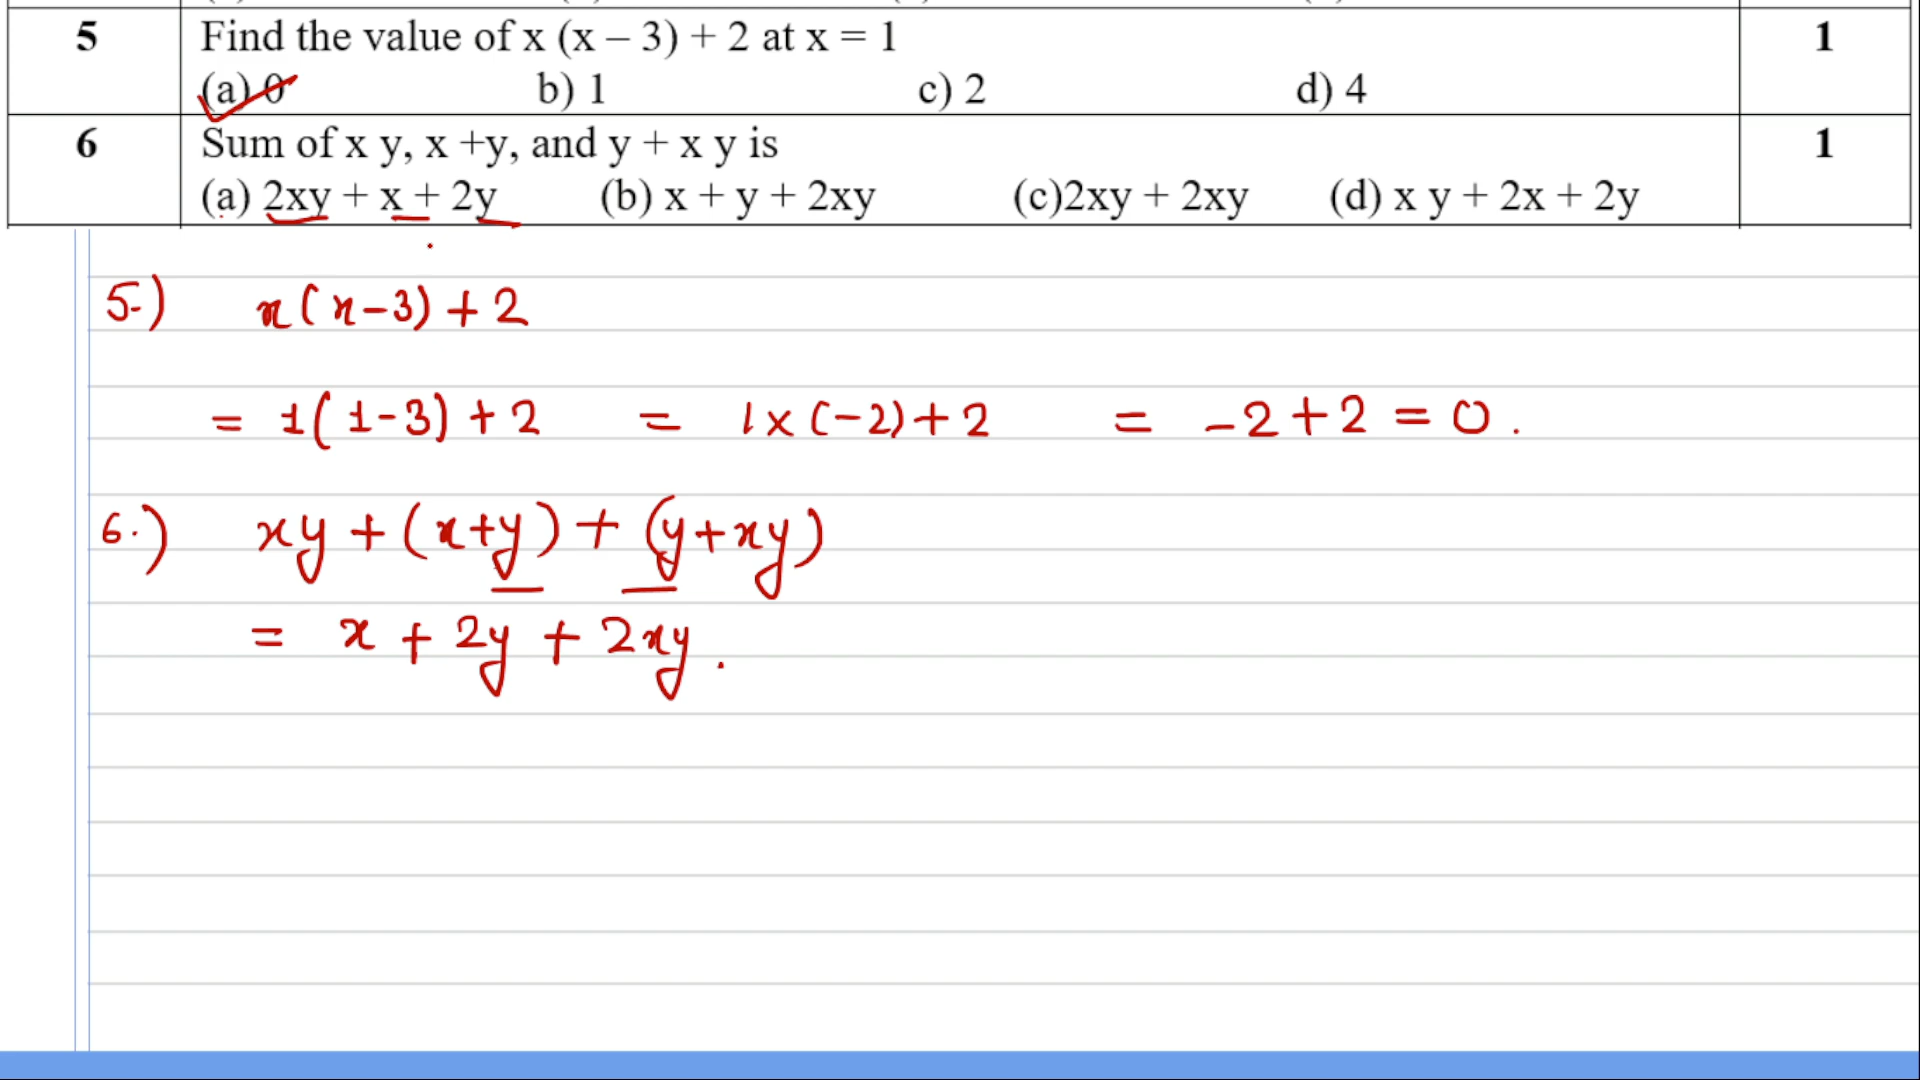 5 Find the value of x (x – 3) + 2 at x = 1 1
(a) 0 b) 1 c) 2 d) 4
6 Sum of x y, x +y, and y + x y is 1
(a) 2xy + x + 2y (b) x + y + 2xy (c)2xy + 2xy (d) x y + 2x + 2y
5.) x(x-3)+2
= 1(1-3)+2 = 1×(-2)+2 = -2+2=0.
6.) xy+(x+y)+(y+xy)
= x + 2y + 2xy.